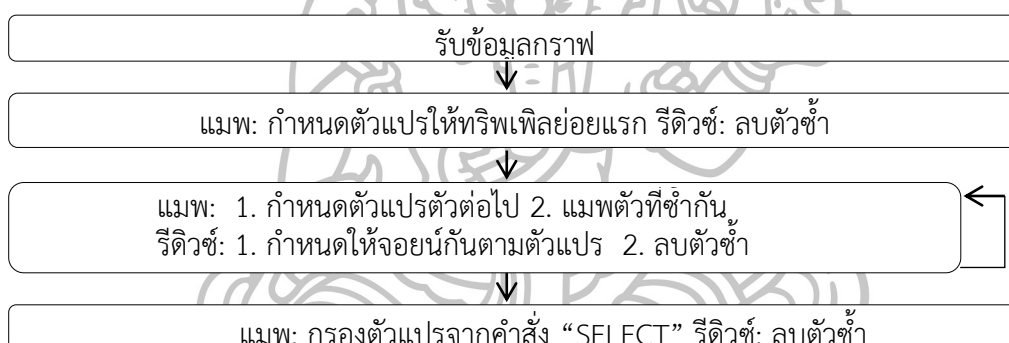 รับข้อมูลกราฟ
แมพ: กำหนดตัวแปรให้ทริพเพิลย่อยแรก รีดิวซ์: ลบตัวซ้ำ
แมพ: 1. กำหนดตัวแปรตัวต่อไป 2. แมพตัวที่ซ้ำกัน
รีดิวซ์: 1. กำหนดให้จอยน์กันตามตัวแปร 2. ลบตัวซ้ำ
แมพ: กรองตัวแปรจากคำสั่ง “SELECT” รีดิวซ์: ลบตัวซ้ำ